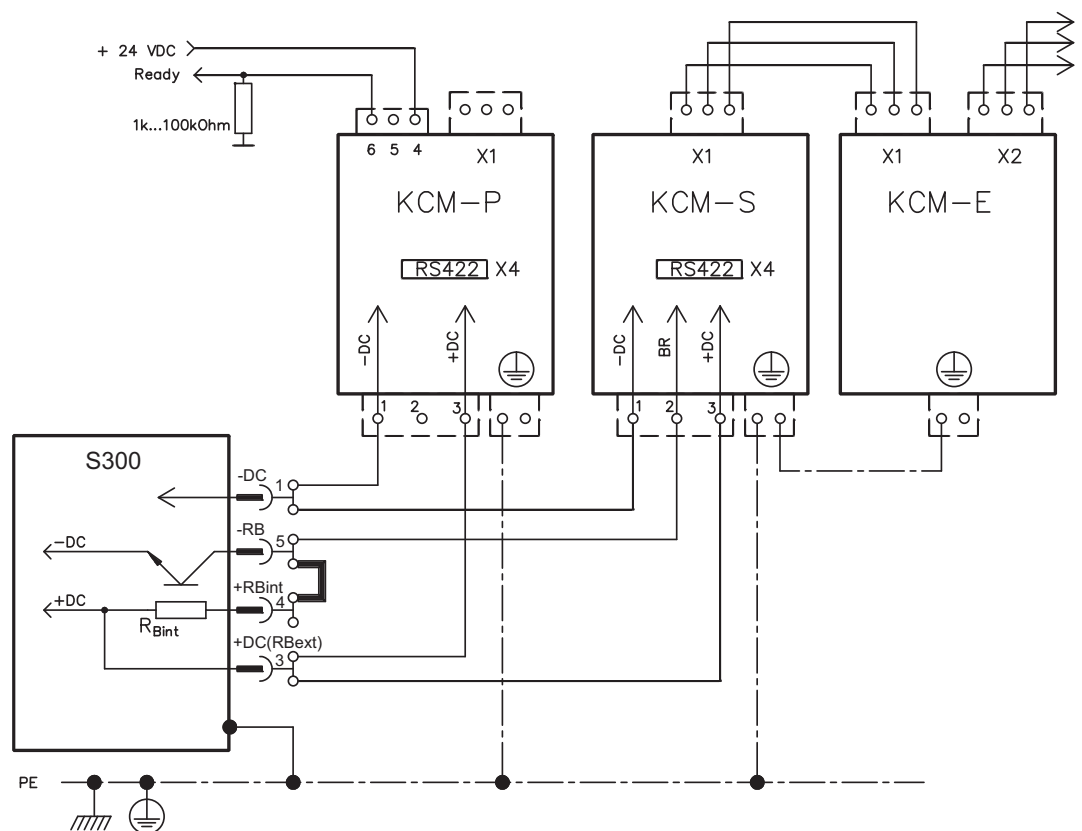 + 24 VDC
Ready
1k...100kOhm
6 5 4
X1
KCM-P
RS422 X4
-DC
+DC
1 2 3
X1
KCM-S
RS422 X4
-DC
BR
+DC
1 2 3
X1 X2
KCM-E
S300
-DC 1
-RB 5
-DC
+RBint 4
+DC
RBint
+DC(RBext) 3
PE